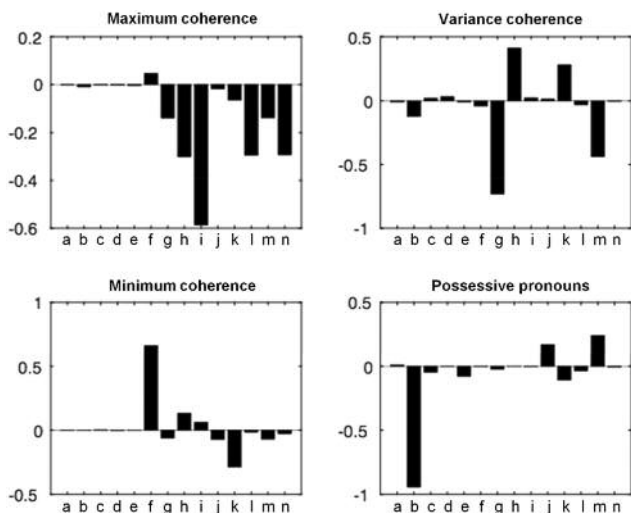 Maximum coherence
0.2
0
-0.2
-0.4
-0.6
a b c d e f g h i j k l m n
Variance coherence
0.5
0
-0.5
-1
a b c d e f g h i j k l m n
Minimum coherence
1
0.5
0
-0.5
a b c d e f g h i j k l m n
Possessive pronouns
0.5
0
-0.5
-1
a b c d e f g h i j k l m n